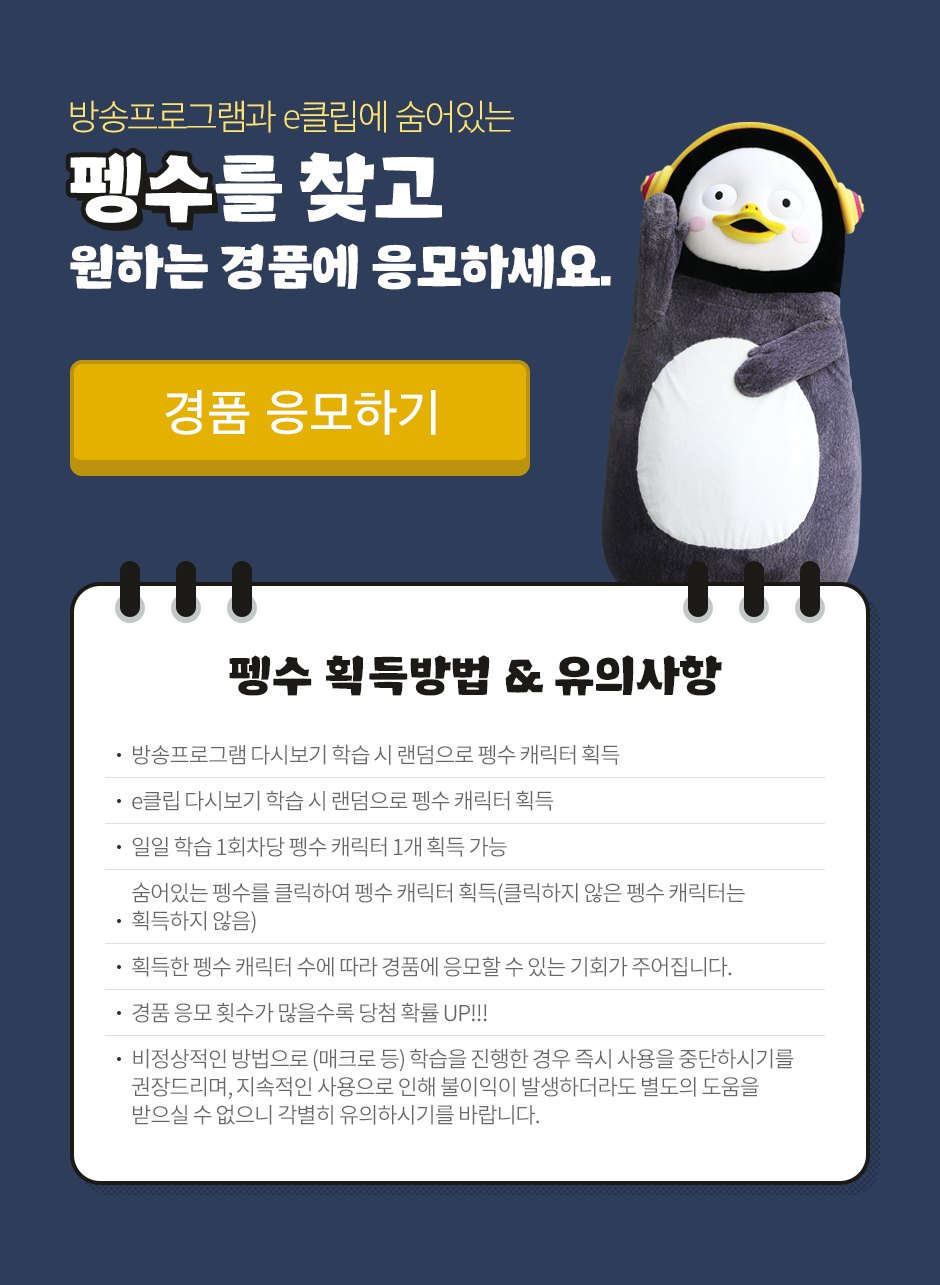 방송프로그램과 e클립에 숨어있는
펭수를 찾고
원하는 경품에 응모하세요.
경품 응모하기
펭수 획득방법 & 유의사항
• 방송프로그램 다시보기 학습 시 랜덤으로 펭수 캐릭터 획득
• e클립 다시보기 학습 시 랜덤으로 펭수 캐릭터 획득
• 일일 학습 1회차당 펭수 캐릭터 1개 획득 가능
숨어있는 펭수를 클릭하여 펭수 캐릭터 획득(클릭하지 않은 펭수 캐릭터는
• 획득하지 않음)
• 획득한 펭수 캐릭터 수에 따라 경품에 응모할 수 있는 기회가 주어집니다.
• 경품 응모 횟수가 많을수록 당첨 확률 UP!!!
• 비정상적인 방법으로 (매크로 등) 학습을 진행한 경우 즉시 사용을 중단하시기를
권장드리며, 지속적인 사용으로 인해 불이익이 발생하더라도 별도의 도움을
받으실 수 없으니 각별히 유의하시기를 바랍니다.